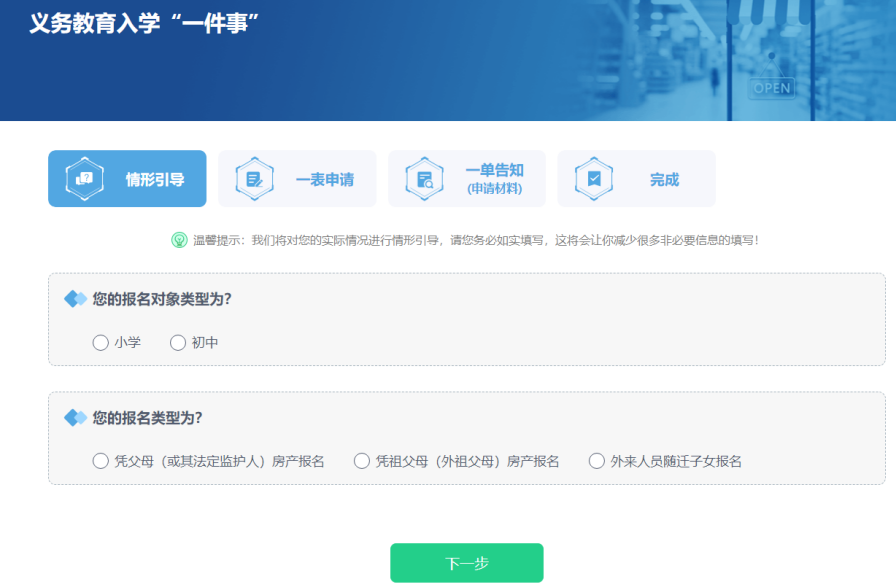 义务教育入学“一件事”
OPEN
情形引导
一表申请
一单告知
(申请材料)
完成
温馨提示：我们将对您的实际情况进行情形引导，请您务必如实填写，这将会让你减少很多非必要信息的填写！
您的报名对象类型为?
小学 初中
您的报名类型为?
凭父母（或其法定监护人）房产报名 凭祖父母（外祖父母）房产报名 外来人员随迁子女报名
下一步